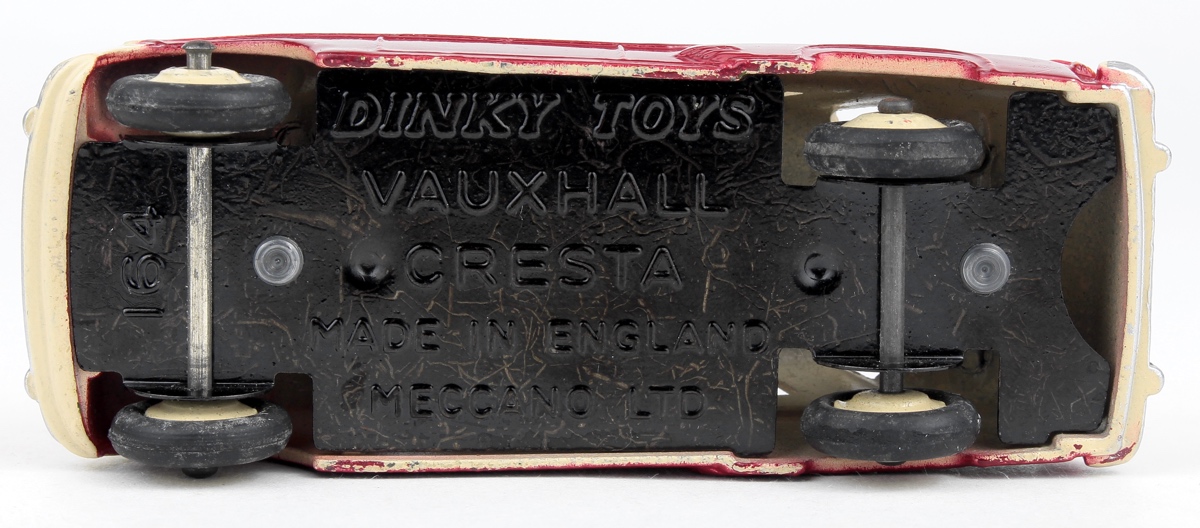 DINKY TOYS
VAUXHALL
CRESTA
MADE IN ENGLAND
MECCANO LTD
164